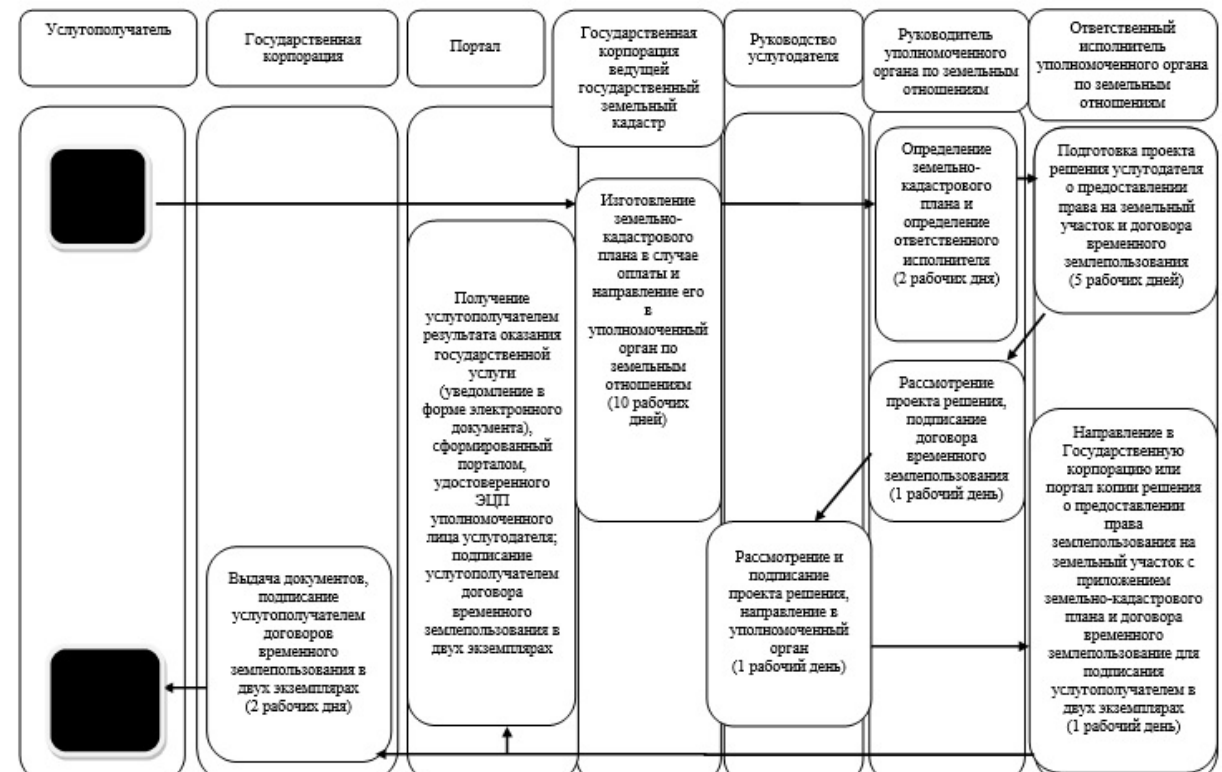 Услугополучатель
Государственная
корпорация
Портал
Государственная
корпорация
ведущей
государственный
земельный
кадастр
Руководство
услугодателя
Руководитель
уполномоченного
органа по земельным
отношениям
Ответственный
исполнитель
уполномоченного органа
по земельным
отношениям
Изготовление
земельно-
кадастрового
плана в случае
оплаты и
направление его
в
уполномоченный
орган по
земельным
отношениям
(10 рабочих
дней)
Определение
земельно-
кадастрового
плана и
определение
ответственного
исполнителя
(2 рабочих дня)
Подготовка проекта
решения услугодателя
о предоставлении
права на земельный
участок и договора
временного
землепользования
(5 рабочих дней)
Рассмотрение
проекта решения,
подписание
договора
временного
землепользования
(1 рабочий день)
Рассмотрение и
подписание
проекта решения,
направление в
уполномоченный
орган
(1 рабочий день)
Направление в
Государственную
корпорацию или
портал копии решения
о предоставлении
права
землепользования на
земельный участок с
приложением
земельно-кадастрового
плана и договора
временного
землепользование для
подписания
услугополучателем в
двух экземплярах
(1 рабочий день)
Получение
услугополучателем
результата оказания
государственной
услуги
(уведомление в
форме электронного
документа),
сформированный
порталом,
удостоверенного
ЭЦП
уполномоченного
лица услугодателя;
подписание
услугополучателем
договора
временного
землепользования в
двух экземплярах
Выдача документов,
подписание
услугополучателем
договоров
временного
землепользования в
двух экземплярах
(2 рабочих дня)